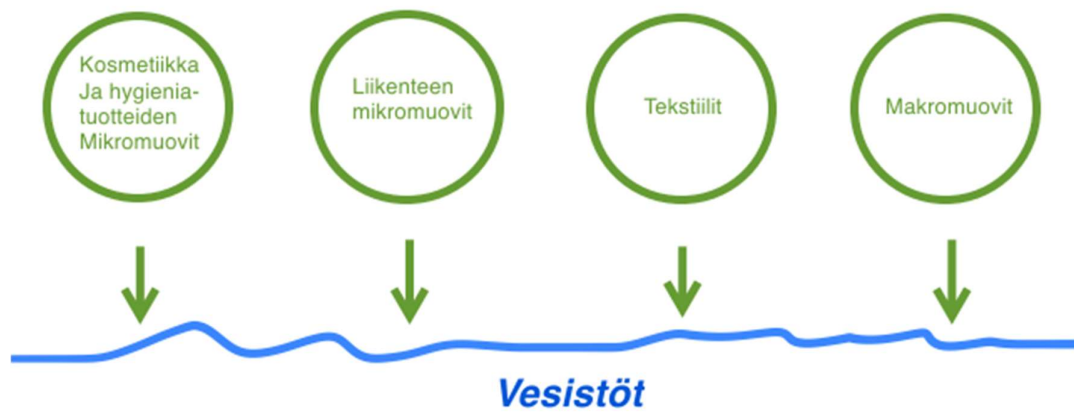 Kosmetiikka
Ja hygienia-
tuotteiden
Mikromuovit
Liikenteen
mikromuovit
Tekstiilit
Makromuovit
Vesistöt